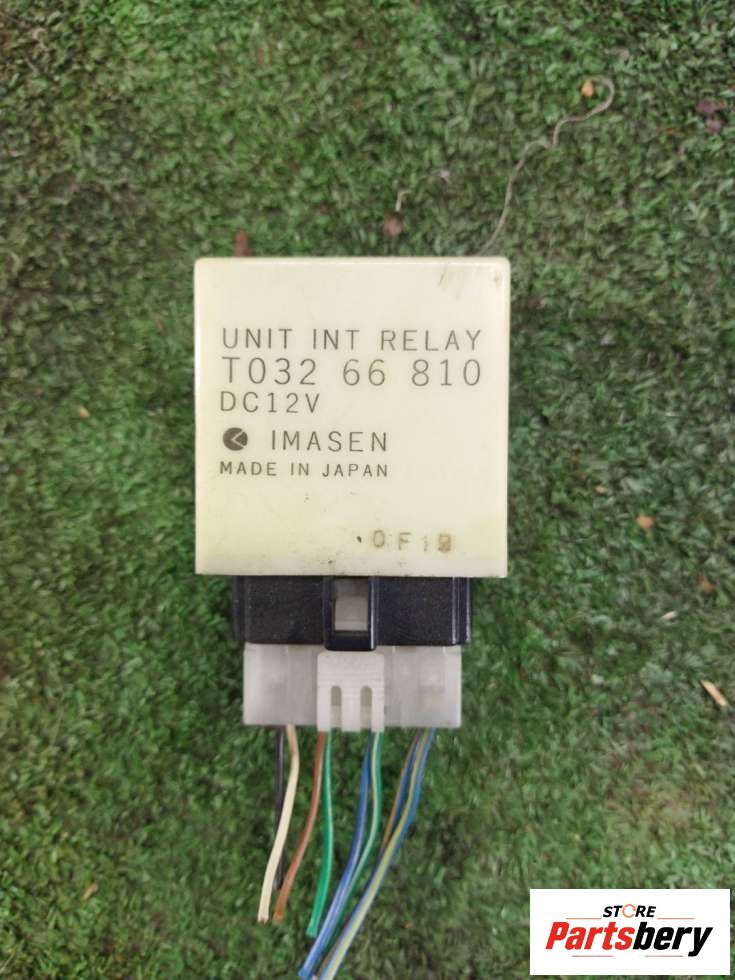 UNIT INT RELAY
T032 66 810
DC12V
IMASEN
MADE IN JAPAN
STORE
Partsbery